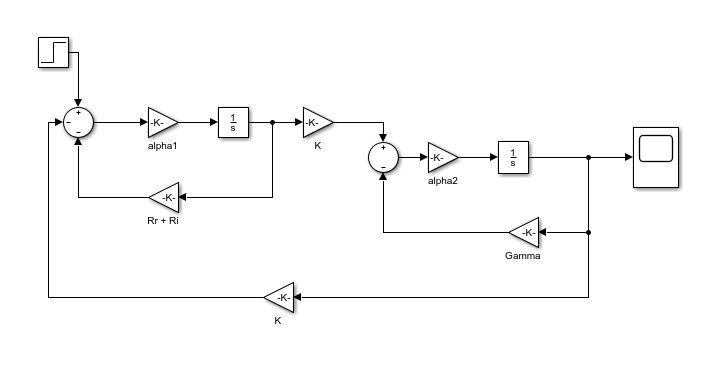 +
−
−
-K-
alpha1
1
s
-K-
K
-K-
Rr + Ri
+
−
-K-
alpha2
1
s
-K-
Gamma
-K-
K